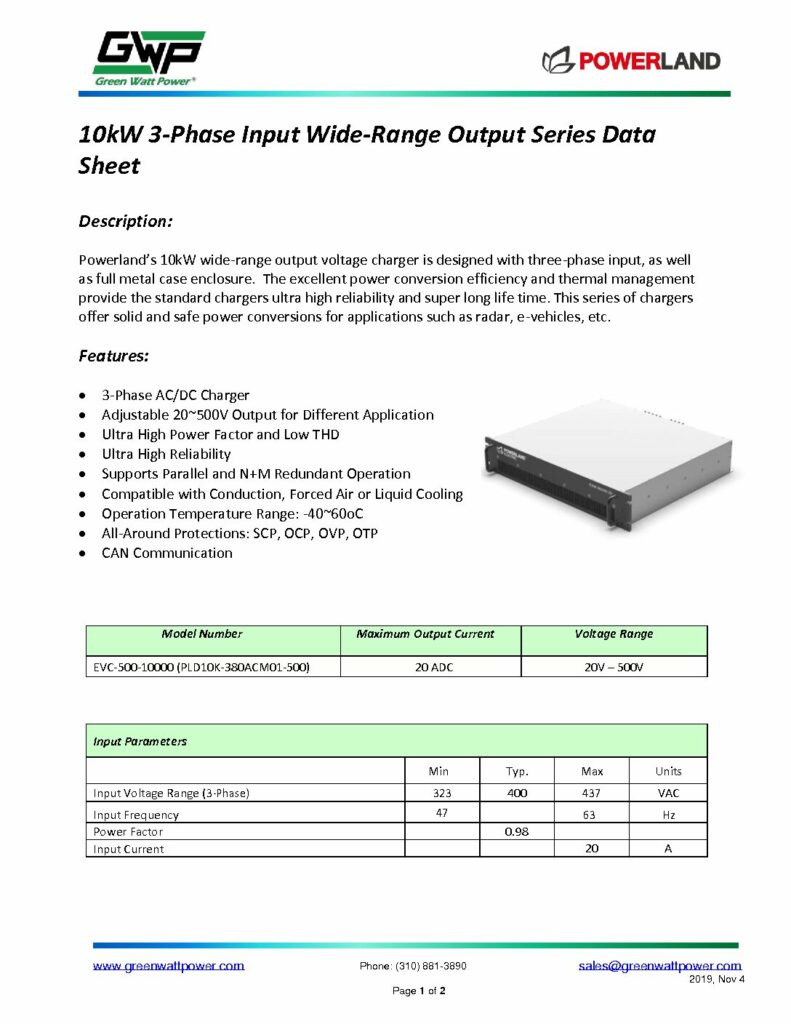 GWP
Green Watt Power®
POWERLAND
10kW 3-Phase Input Wide-Range Output Series Data
Sheet
Description:
Powerland's 10kW wide-range output voltage charger is designed with three-phase input, as well
as full metal case enclosure. The excellent power conversion efficiency and thermal management
provide the standard chargers ultra high reliability and super long life time. This series of chargers
offer solid and safe power conversions for applications such as radar, e-vehicles, etc.
Features:
• 3-Phase AC/DC Charger
• Adjustable 20~500V Output for Different Application
• Ultra High Power Factor and Low THD
• Ultra High Reliability
• Supports Parallel and N+M Redundant Operation
• Compatible with Conduction, Forced Air or Liquid Cooling
• Operation Temperature Range: -40~60oC
• All-Around Protections: SCP, OCP, OVP, OTP
• CAN Communication
POWERLAND
Model Number Maximum Output Current Voltage Range
EVC-500-10000 (PLD10K-380ACM01-500) 20 ADC 20V – 500V
Input Parameters
Min Typ. Max Units
Input Voltage Range (3-Phase) 323 400 437 VAC
Input Frequency 47 63 Hz
Power Factor 0.98
Input Current 20 A
www.greenwattpower.com Phone: (310) 881-3890 sales@greenwattpower.com
2019, Nov 4
Page 1 of 2